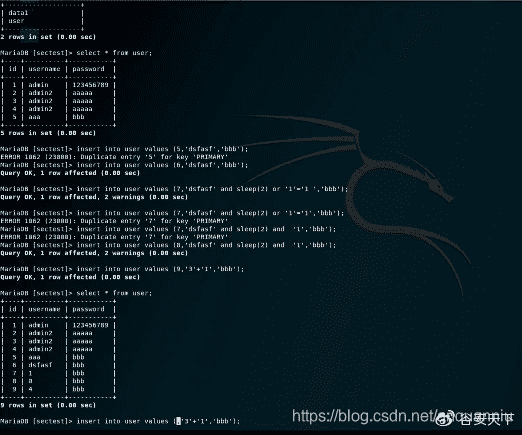 +------------------+
| data1            |
| user             |
+------------------+
2 rows in set (0.00 sec)
MariaDB [sectest]> select * from user;
+----+----------+-----------+
| id | username | password  |
+----+----------+-----------+
|  1 | admin    | 123456789 |
|  2 | admin2   | aaaaa     |
|  3 | admin2   | aaaaa     |
|  4 | admin2   | aaaaa     |
|  5 | aaa      | bbb       |
+----+----------+-----------+
5 rows in set (0.00 sec)
MariaDB [sectest]> insert into user values (5,'dsfasf','bbb');
ERROR 1062 (23000): Duplicate entry '5' for key 'PRIMARY'
MariaDB [sectest]> insert into user values (6,'dsfasf','bbb');
Query OK, 1 row affected (0.00 sec)
MariaDB [sectest]> insert into user values (7,'dsfasf' and sleep(2) or '1'='1 ','bbb');
Query OK, 1 row affected, 2 warnings (0.00 sec)
MariaDB [sectest]> insert into user values (7,'dsfasf' and sleep(2) or '1'='1','bbb');
ERROR 1062 (23000): Duplicate entry '7' for key 'PRIMARY'
MariaDB [sectest]> insert into user values (7,'dsfasf' and sleep(2) and  '1','bbb');
ERROR 1062 (23000): Duplicate entry '7' for key 'PRIMARY'
MariaDB [sectest]> insert into user values (8,'dsfasf' and sleep(2) and  '1','bbb');
Query OK, 1 row affected, 2 warnings (0.00 sec)
MariaDB [sectest]> insert into user values (9,'3'+'1','bbb');
Query OK, 1 row affected (0.00 sec)
MariaDB [sectest]> select * from user;
+----+----------+-----------+
| id | username | password  |
+----+----------+-----------+
|  1 | admin    | 123456789 |
|  2 | admin2   | aaaaa     |
|  3 | admin2   | aaaaa     |
|  4 | admin2   | aaaaa     |
|  5 | aaa      | bbb       |
|  6 | dsfasf   | bbb       |
|  7 | 1        | bbb       |
|  8 | 0        | bbb       |
|  9 | 4        | bbb       |
+----+----------+-----------+
9 rows in set (0.00 sec)
MariaDB [sectest]> insert into user values (,'3'+'1','bbb');
谷安天下